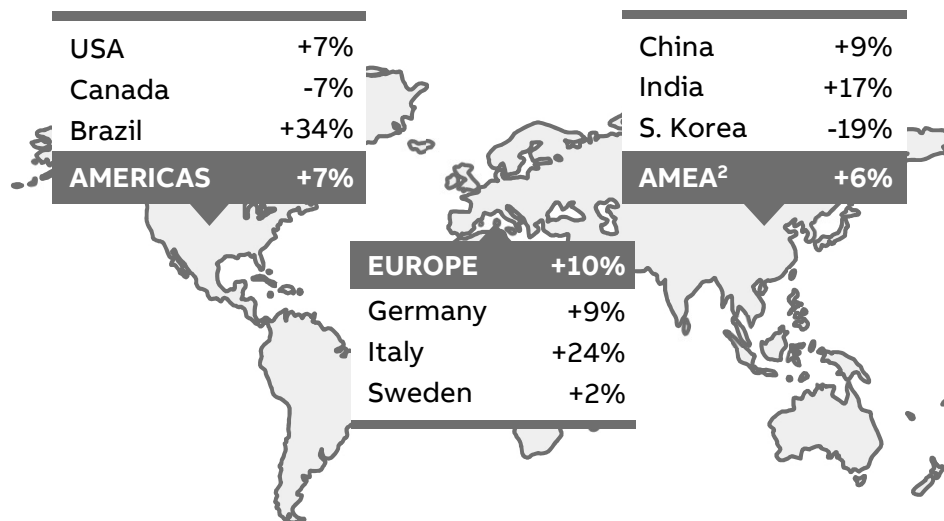 USA +7%
Canada -7%
Brazil +34%
AMERICAS +7%
China +9%
India +17%
S. Korea -19%
AMEA² +6%
EUROPE +10%
Germany +9%
Italy +24%
Sweden +2%